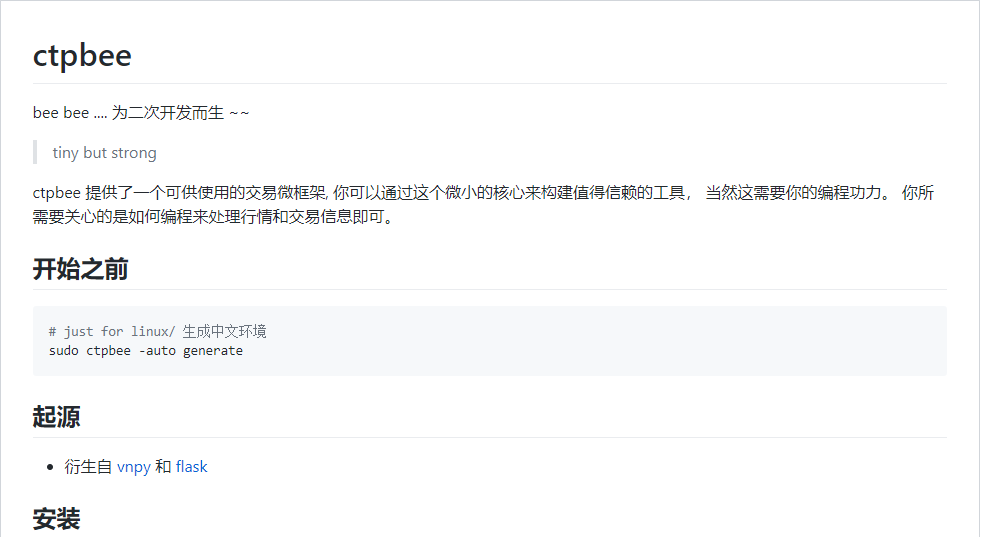 ctpbee
bee bee .... 为二次开发而生 ~~
tiny but strong
ctpbee 提供了一个可供使用的交易微框架, 你可以通过这个微小的核心来构建值得信赖的工具， 当然这需要你的编程功力。 你所
需要关心的是如何编程来处理行情和交易信息即可。
开始之前
# just for linux/ 生成中文环境
sudo ctpbee -auto generate
起源
衍生自 vnpy 和 flask
安装